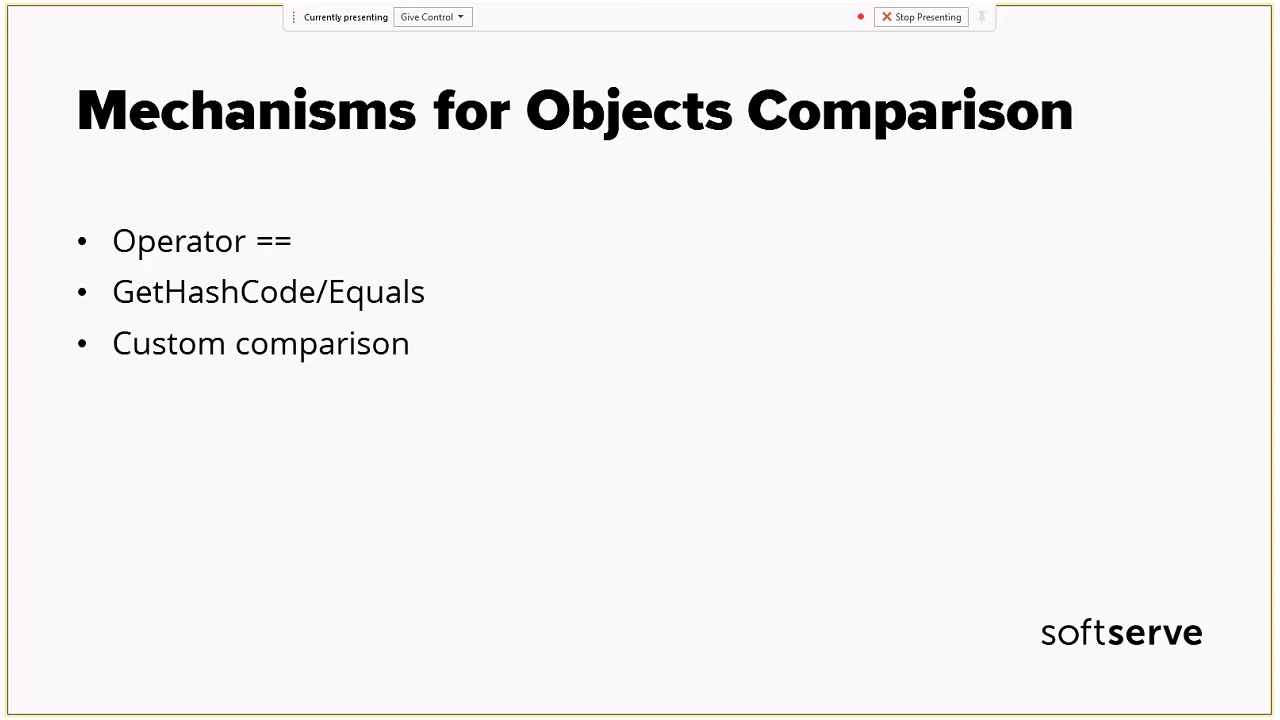 Currently presenting Give Control Stop Presenting
Mechanisms for Objects Comparison
• Operator ==
• GetHashCode/Equals
• Custom comparison
softserve